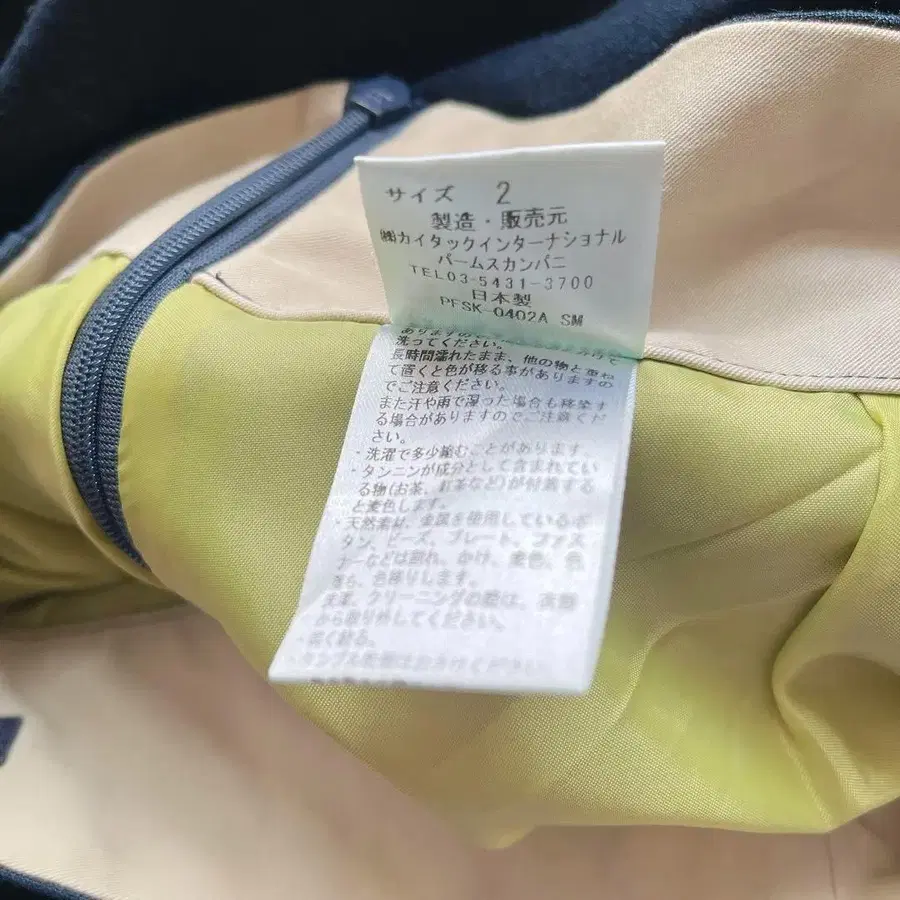 サイズ 2
製造・販売元
㈱カイタックインターナショナル
パームスカンパニ
TEL03-5431-3700
日本製
PFSK-0402A SM
洗ってください。
長時間濡れたまま、他の物と重ね
て置くと色が移る事がありますの
でご注意ください。
また汗や雨で湿った場合も移染す
る場合がありますのでご注意くだ
さい。
・洗濯で多少縮むことがあります。
・タンニンが成分として含まれてい
る物(お茶、お茶など)が付着する
と変色します。
・天然素材、金属を使用しているボ
タン、ビーズ、プレート、ファス
ナーなどは割れ、かけ、変色、色
落ち、色移りします。
クリーニングの際は、衣類
から取り外してください。